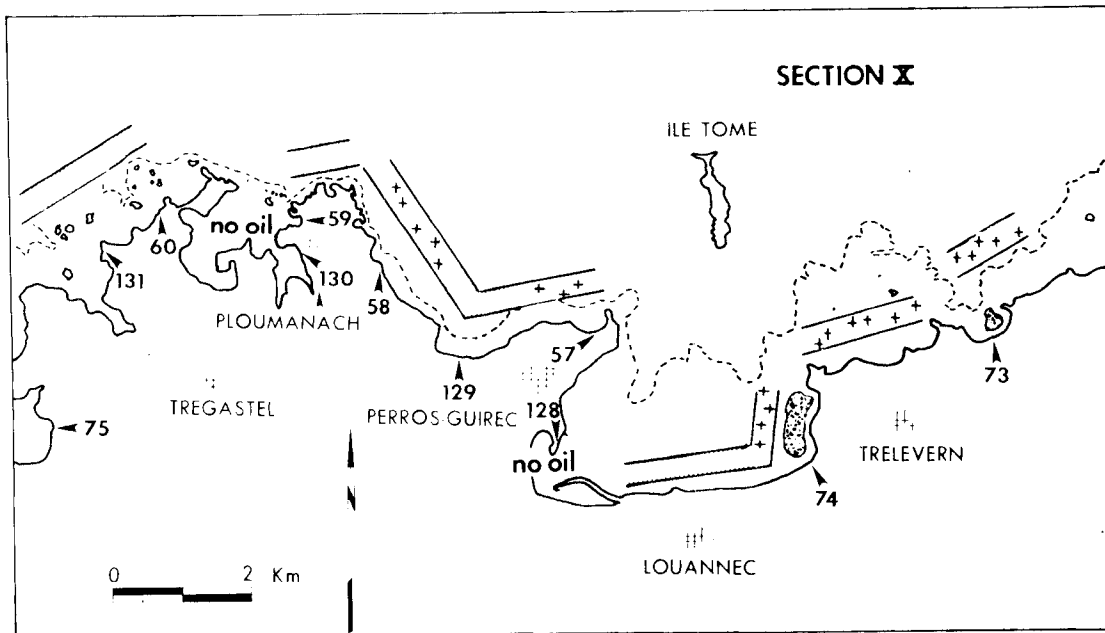 SECTION X
ILE TOME
no oil
59
60
131
130
58
PLOUMANACH
57
73
129
TREGASTEL
PERROS-GUIREC
128
75
no oil
TRELEVERN
74
LOUANNEC
0 2 Km